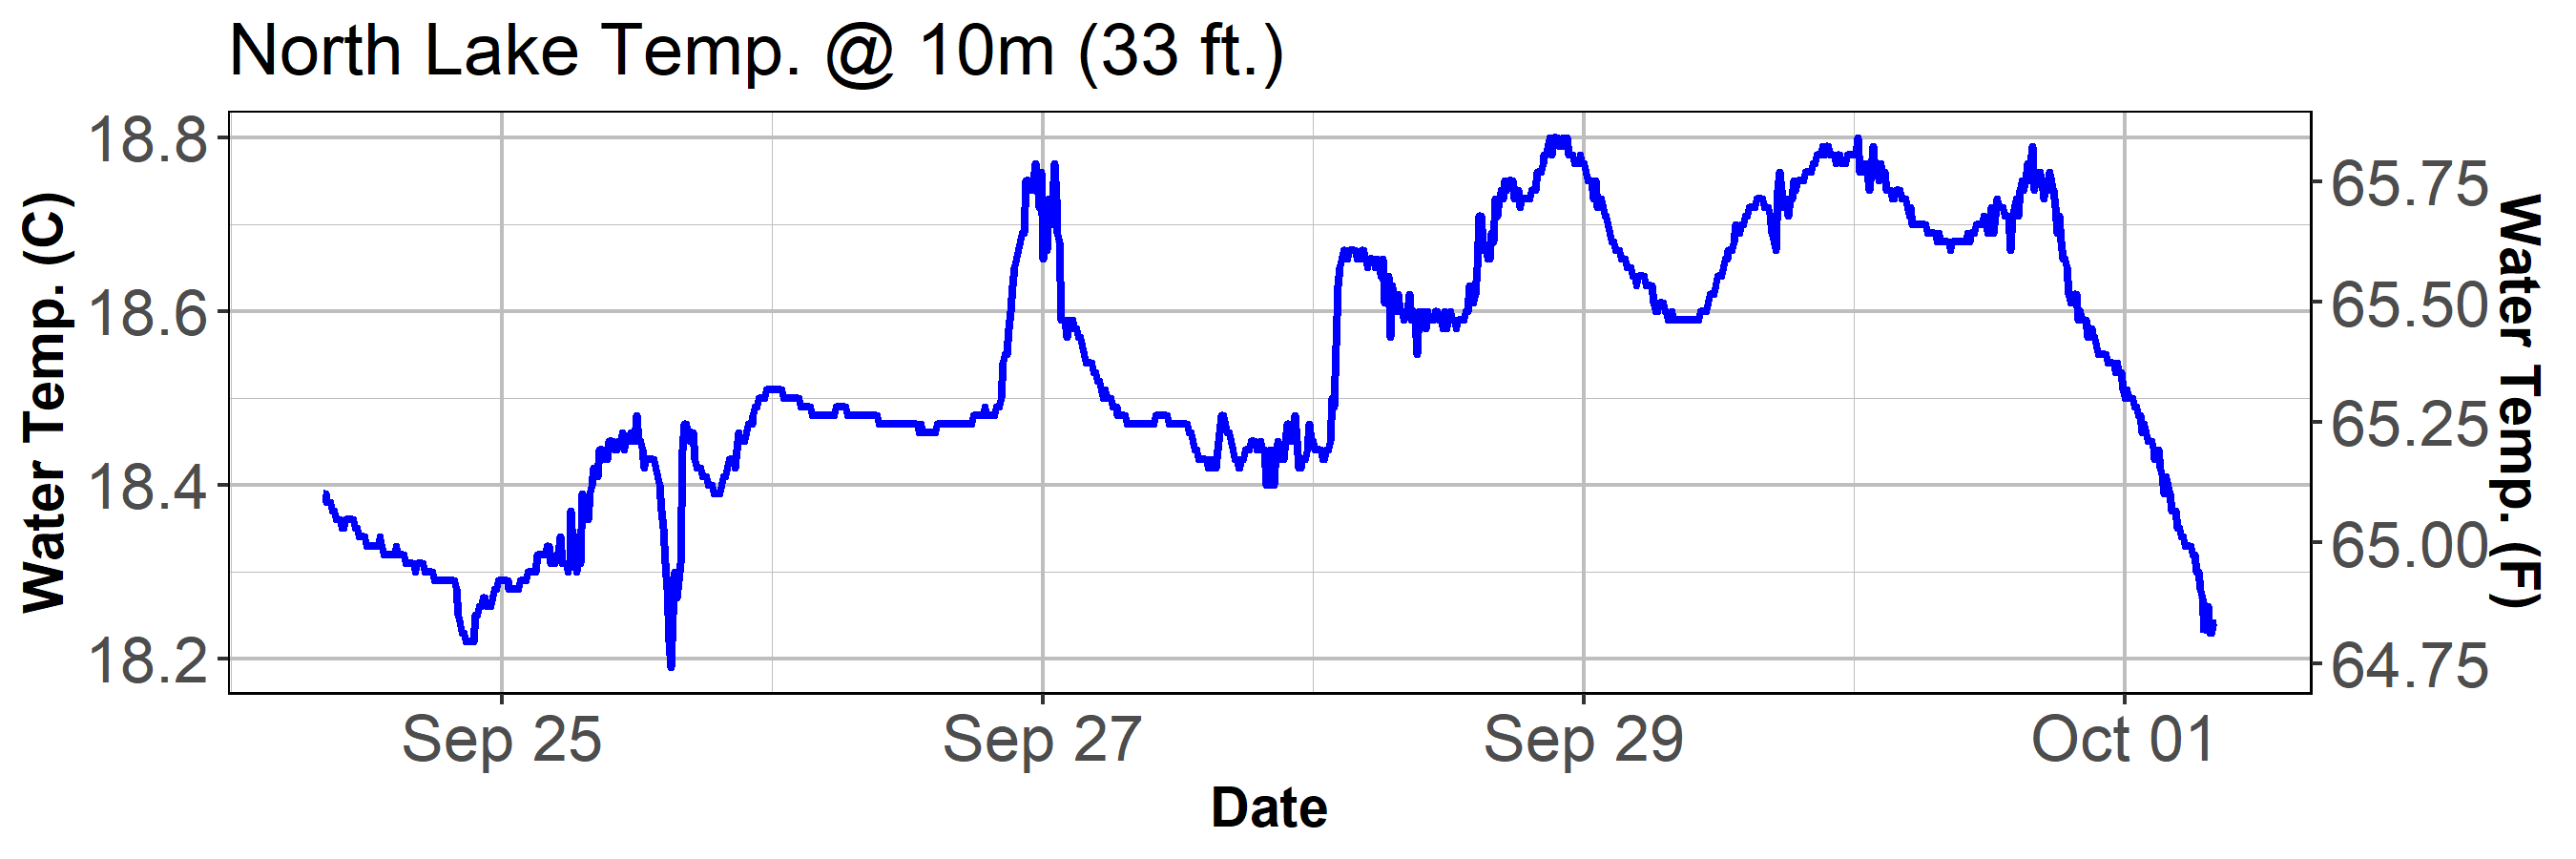 North Lake Temp. @ 10m (33 ft.)
Water Temp. (C)
18.8
18.6
18.4
18.2
65.75
65.50
65.25
65.00
64.75
Water Temp. (F)
Sep 25
Sep 27
Sep 29
Oct 01
Date